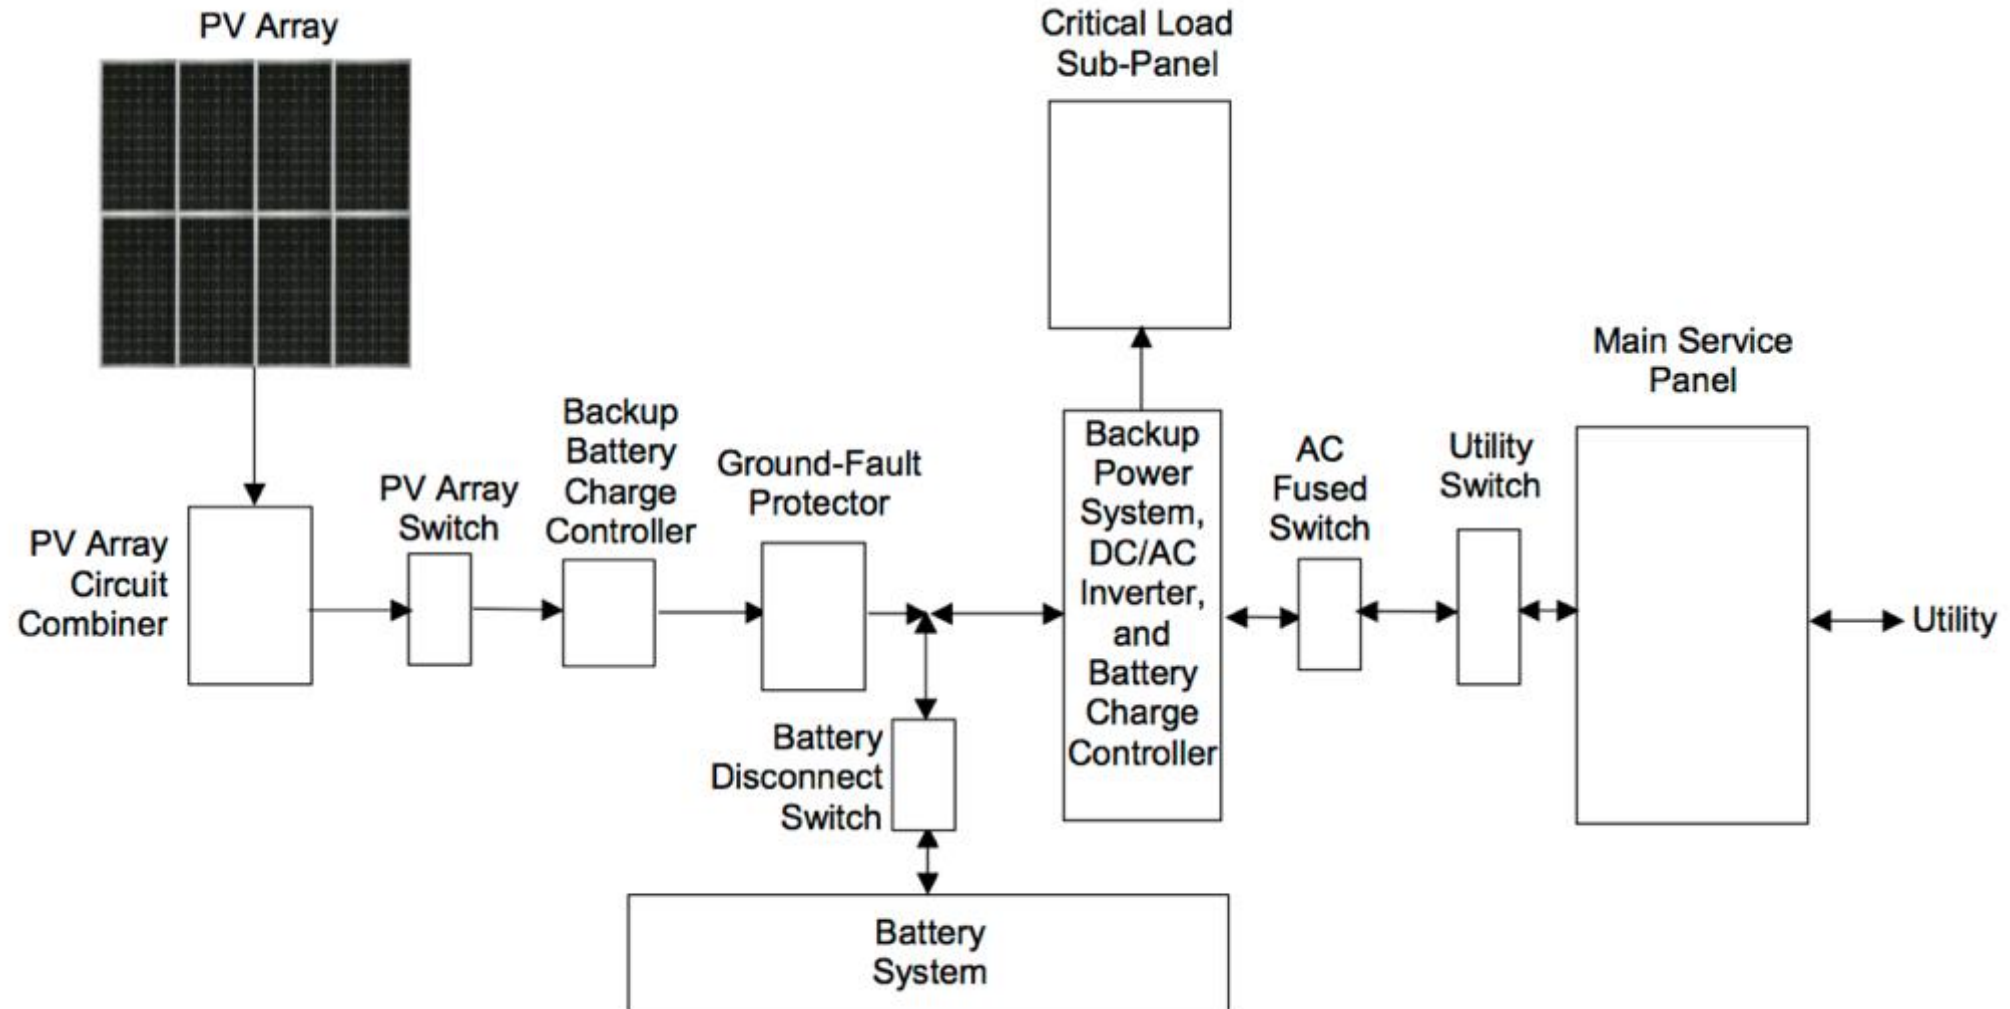 PV Array
Critical Load
Sub-Panel
Main Service
Panel
Backup
Battery
Charge
Controller
Ground-Fault
Protector
PV Array
Switch
PV Array
Circuit
Combiner
Backup
Power
System,
DC/AC
Inverter,
and
Battery
Charge
Controller
AC
Fused
Switch
Utility
Switch
Utility
Battery
Disconnect
Switch
Battery
System